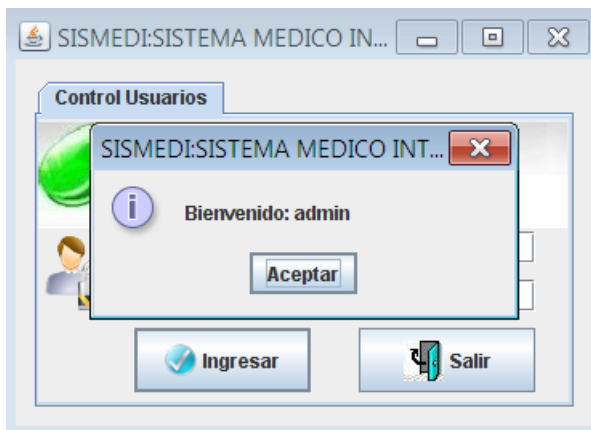 SISMEDI:SISTEMA MEDICO IN...
Control Usuarios
SISMEDI:SISTEMA MEDICO INT...
Bienvenido: admin
Aceptar
Ingresar
Salir